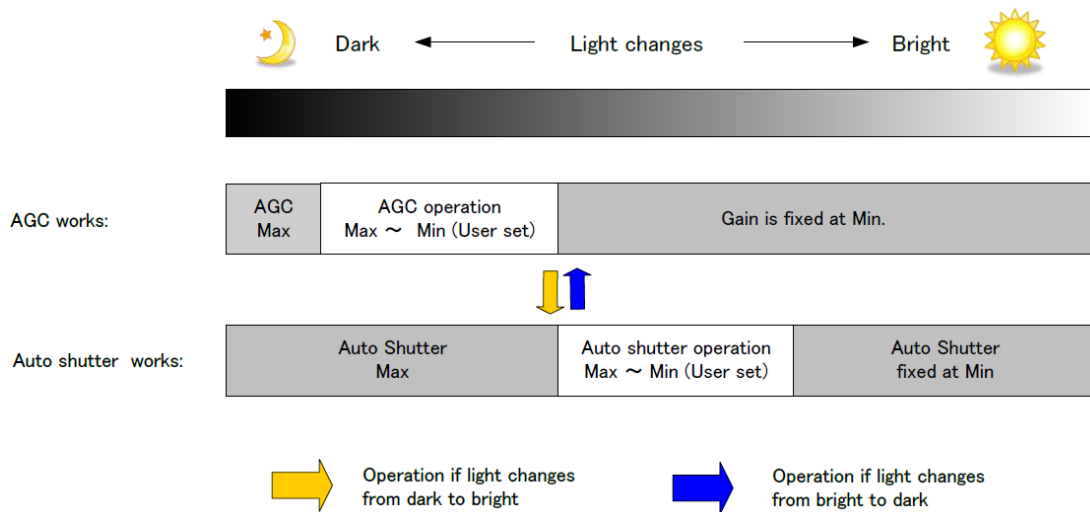 Dark
Light changes
Bright
AGC works:
AGC
Max
AGC operation
Max ～ Min (User set)
Gain is fixed at Min.
Auto shutter works:
Auto Shutter
Max
Auto shutter operation
Max ～ Min (User set)
Auto Shutter
fixed at Min
Operation if light changes
from dark to bright
Operation if light changes
from bright to dark